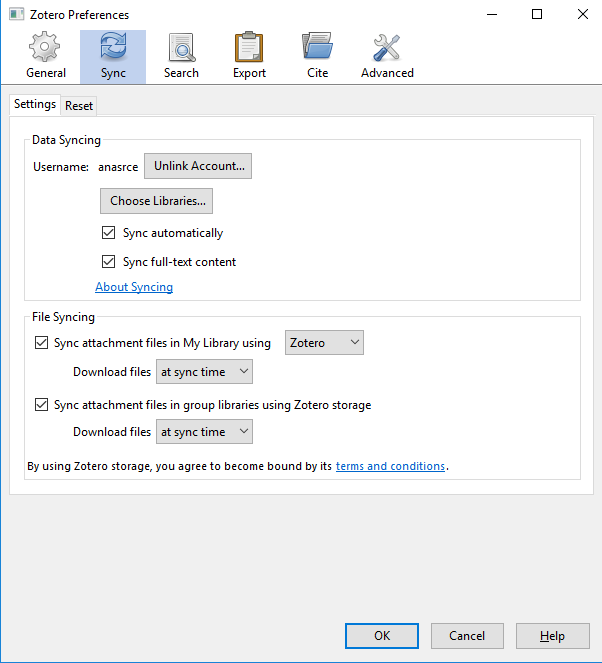 Zotero Preferences
General Sync Search Export Cite Advanced
Settings Reset
Data Syncing
Username: anasrce Unlink Account...
Choose Libraries...
Sync automatically
Sync full-text content
About Syncing
File Syncing
Sync attachment files in My Library using Zotero
Download files at sync time
Sync attachment files in group libraries using Zotero storage
Download files at sync time
By using Zotero storage, you agree to become bound by its terms and conditions.
OK Cancel Help